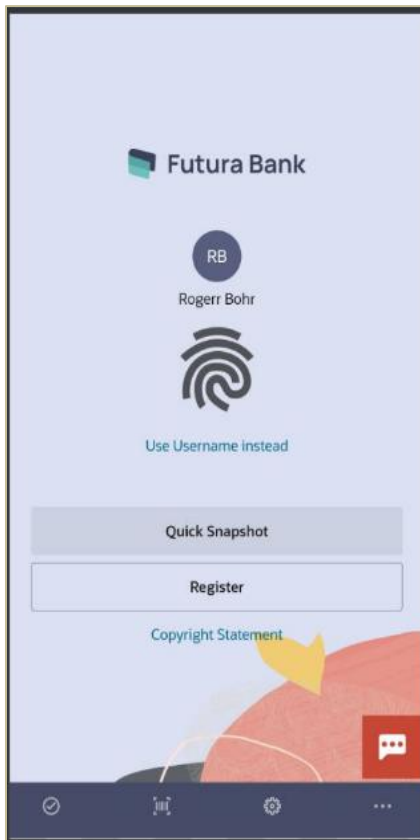 Futura Bank
RB
Rogerr Bohr
Use Username instead
Quick Snapshot
Register
Copyright Statement